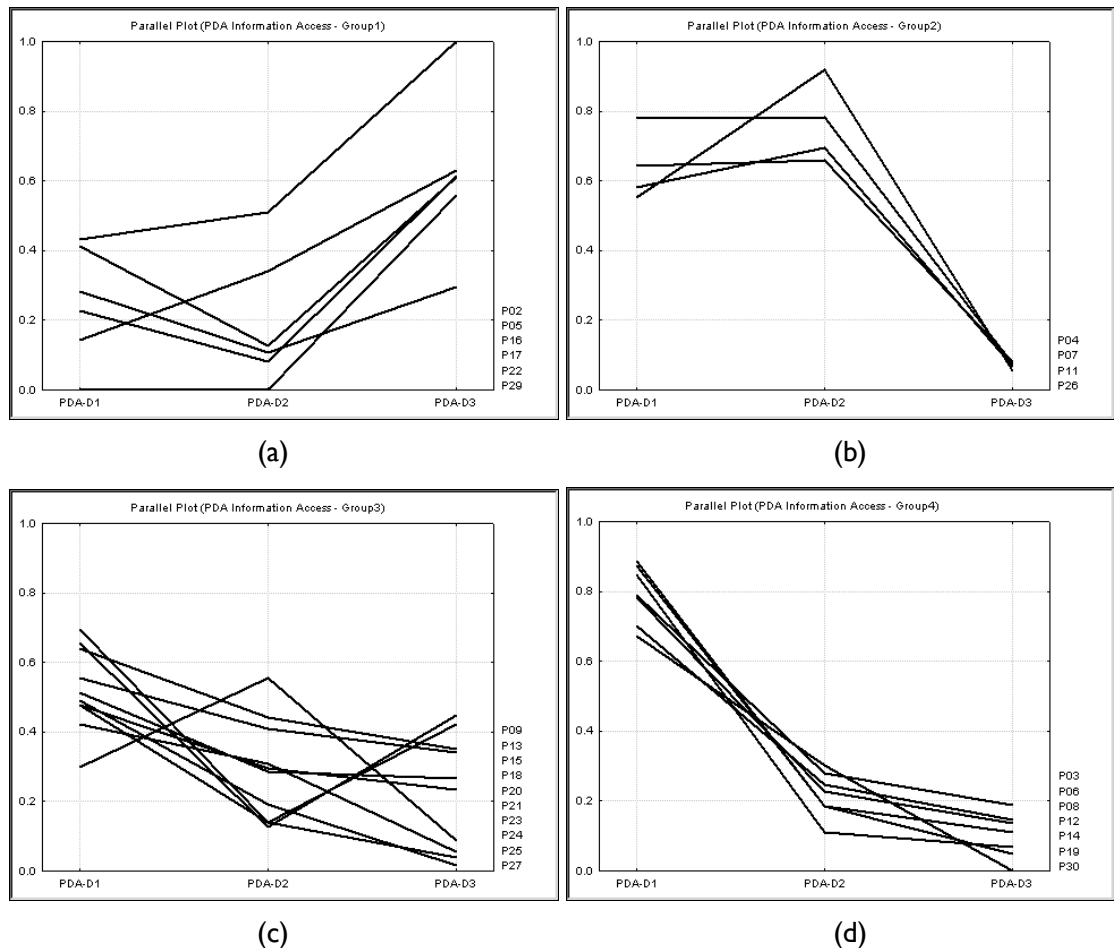 Parallel Plot (PDA Information Access - Group1)
1.0
0.8
0.6
0.4
0.2
0.0
PDA-D1
PDA-D2
PDA-D3
P02
P05
P16
P17
P22
P29
(a)
Parallel Plot (PDA Information Access - Group2)
1.0
0.8
0.6
0.4
0.2
0.0
PDA-D1
PDA-D2
PDA-D3
P04
P07
P11
P26
(b)
Parallel Plot (PDA Information Access - Group3)
1.0
0.8
0.6
0.4
0.2
0.0
PDA-D1
PDA-D2
PDA-D3
P09
P13
P15
P18
P20
P21
P23
P24
P25
P27
(c)
Parallel Plot (PDA Information Access - Group4)
1.0
0.8
0.6
0.4
0.2
0.0
PDA-D1
PDA-D2
PDA-D3
P03
P06
P08
P12
P14
P19
P30
(d)